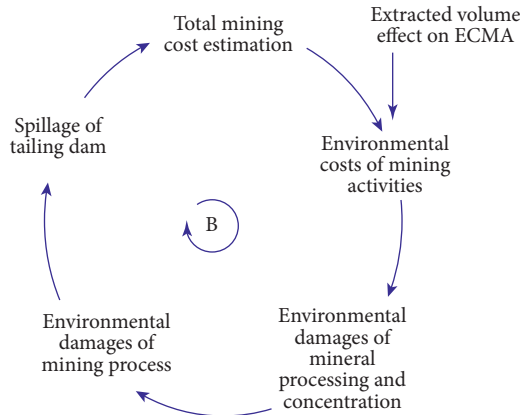 Total mining
cost estimation
Extracted volume
effect on ECMA
Environmental
costs of mining
activities
Environmental
damages of
mineral
processing and
concentration
Environmental
damages of
mining process
Spillage of
tailing dam
B